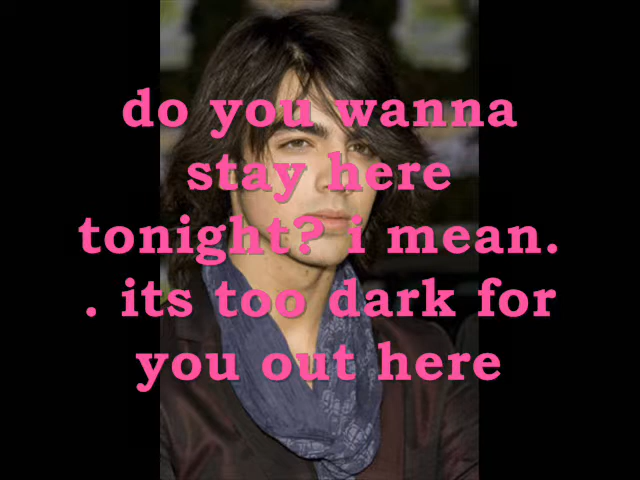 do you wanna
stay here
tonight? i mean.
. its too dark for
you out here